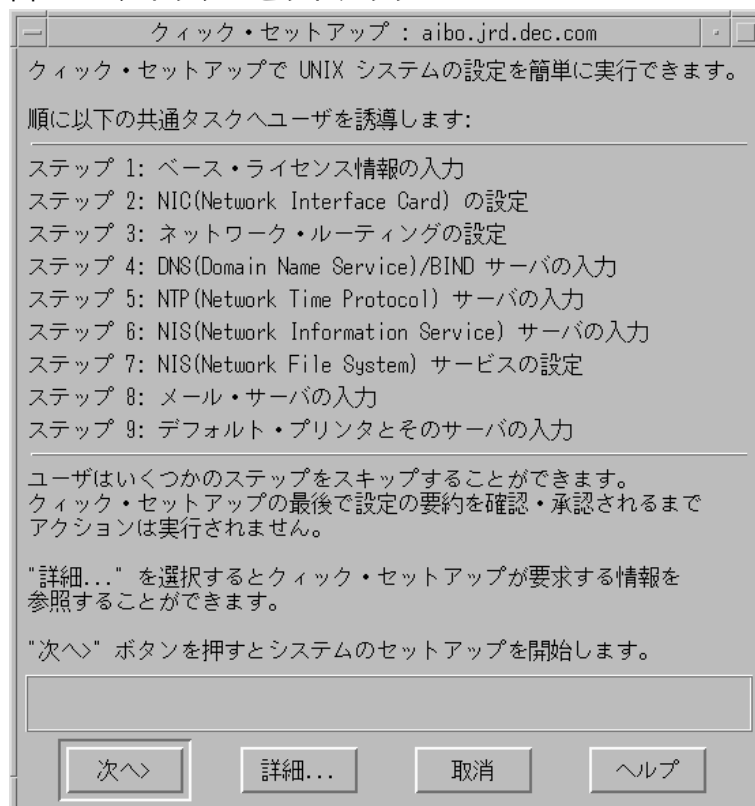 クィック・セットアップ : aibo.jrd.dec.com
クィック・セットアップで UNIX システムの設定を簡単に実行できます。
順に以下の共通タスクへユーザを誘導します:
ステップ 1: ベース・ライセンス情報の入力
ステップ 2: NIC(Network Interface Card) の設定
ステップ 3: ネットワーク・ルーティングの設定
ステップ 4: DNS(Domain Name Service)/BIND サーバの入力
ステップ 5: NTP(Network Time Protocol) サーバの入力
ステップ 6: NIS(Network Information Service) サーバの入力
ステップ 7: NIS(Network File System) サービスの設定
ステップ 8: メール・サーバの入力
ステップ 9: デフォルト・プリンタとそのサーバの入力
ユーザはいくつかのステップをスキップすることができます。
クィック・セットアップの最後で設定の要約を確認・承認されるまで
アクションは実行されません。
"詳細..." を選択するとクィック・セットアップが要求する情報を
参照することができます。
"次へ>" ボタンを押すとシステムのセットアップを開始します。
次へ> 詳細... 取消 ヘルプ